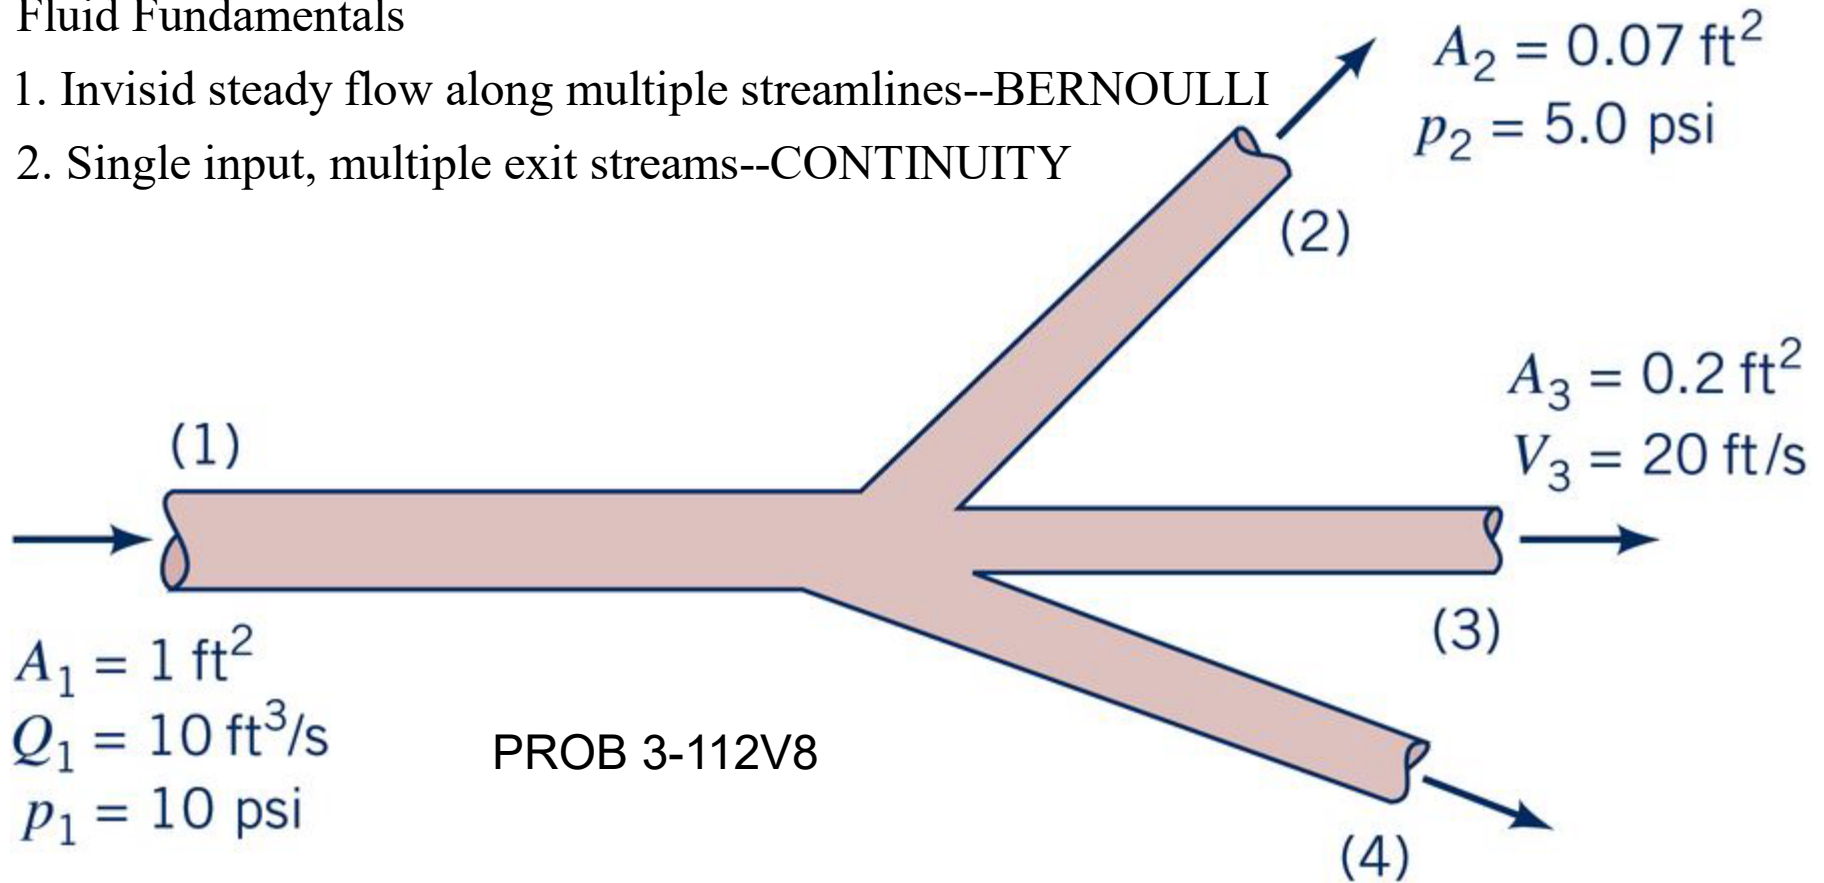 Fluid Fundamentals
1. Invisid steady flow along multiple streamlines--BERNOULLI
2. Single input, multiple exit streams--CONTINUITY
A₂ = 0.07 ft²
p₂ = 5.0 psi
(2)
A₃ = 0.2 ft²
V₃ = 20 ft/s
(1)
(3)
A₁ = 1 ft²
Q₁ = 10 ft³/s
p₁ = 10 psi
PROB 3-112V8
(4)